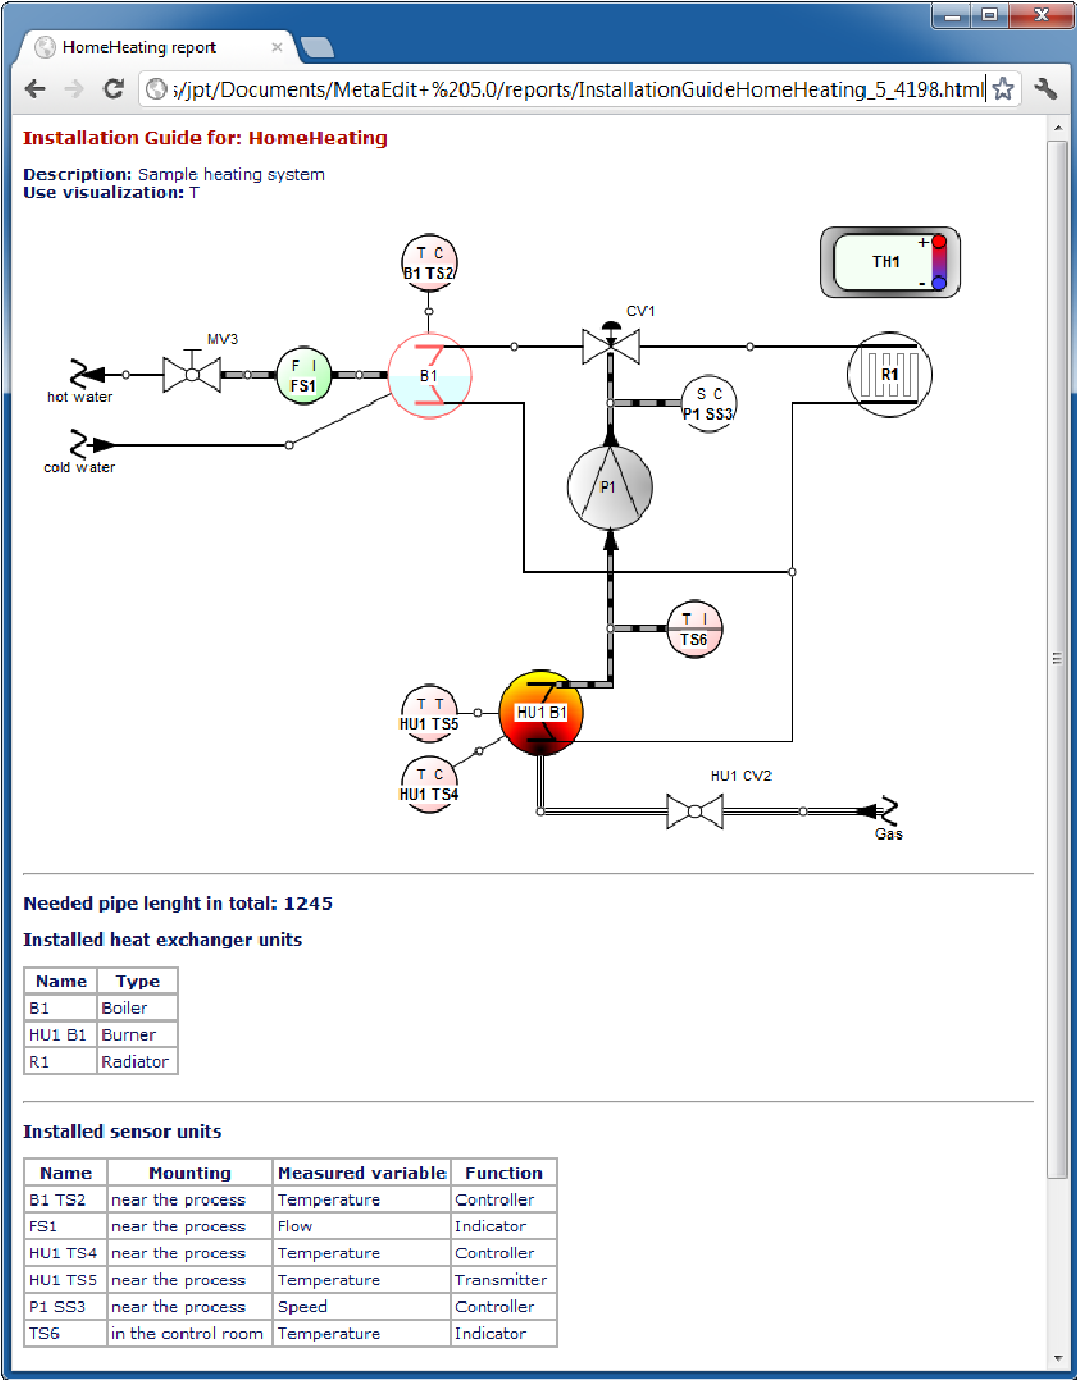 HomeHeating report
s/jpt/Documents/MetaEdit+%205.0/reports/InstallationGuideHomeHeating_5_4198.html
Installation Guide for: HomeHeating
Description: Sample heating system
Use visualization: T
T C
B1 TS2
+
TH1
-
CV1
MV3
F I
FS1
B1
R1
hot water
S C
P1 SS3
cold water
P1
T I
TS6
T T
HU1 TS5
HU1 B1
T C
HU1 TS4
HU1 CV2
Gas
Needed pipe lenght in total: 1245
Installed heat exchanger units
Name Type
B1 Boiler
HU1 B1 Burner
R1 Radiator
Installed sensor units
Name Mounting Measured variable Function
B1 TS2 near the process Temperature Controller
FS1 near the process Flow Indicator
HU1 TS4 near the process Temperature Controller
HU1 TS5 near the process Temperature Transmitter
P1 SS3 near the process Speed Controller
TS6 in the control room Temperature Indicator